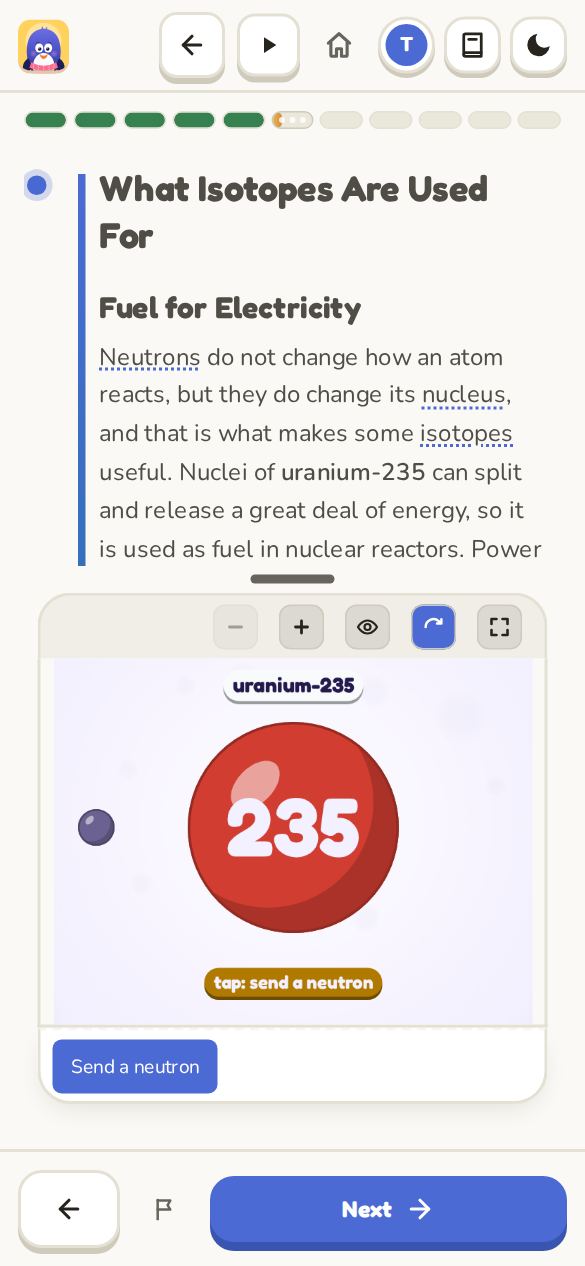 T
What Isotopes Are Used
For
Fuel for Electricity
Neutrons do not change how an atom
reacts, but they do change its nucleus,
and that is what makes some isotopes
useful. Nuclei of uranium-235 can split
and release a great deal of energy, so it
is used as fuel in nuclear reactors. Power
uranium-235
235
tap: send a neutron
Send a neutron
Next